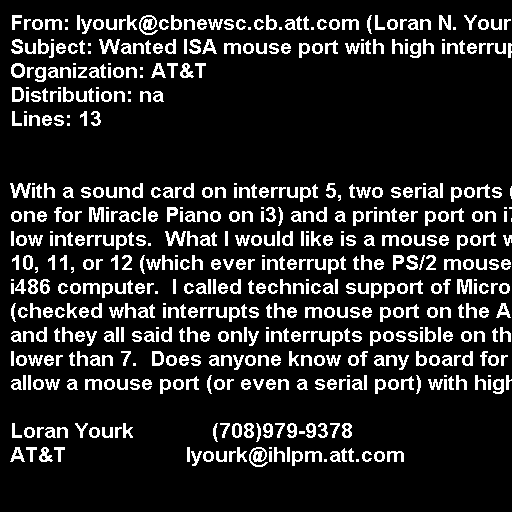 From: lyourk@cbnewsc.cb.att.com (Loran N. Your
Subject: Wanted ISA mouse port with high interrup
Organization: AT&T
Distribution: na
Lines: 13
With a sound card on interrupt 5, two serial ports (
one for Miracle Piano on i3) and a printer port on i7
low interrupts.  What I would like is a mouse port w
10, 11, or 12 (which ever interrupt the PS/2 mouse
i486 computer.  I called technical support of Micro
(checked what interrupts the mouse port on the A
and they all said the only interrupts possible on th
lower than 7.  Does anyone know of any board for
allow a mouse port (or even a serial port) with high
Loran Yourk (708)979-9378
AT&T lyourk@ihlpm.att.com